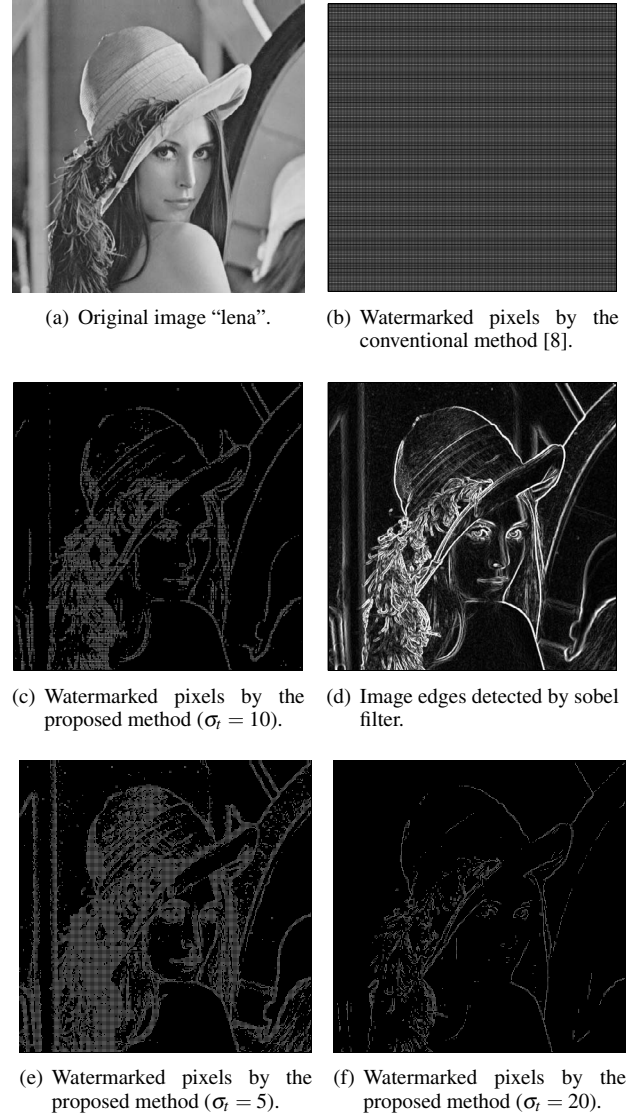 (a) Original image “lena”.
(b) Watermarked pixels by the
conventional method [8].
(c) Watermarked pixels by the
proposed method (σt = 10).
(d) Image edges detected by sobel
filter.
(e) Watermarked pixels by the
proposed method (σt = 5).
(f) Watermarked pixels by the
proposed method (σt = 20).